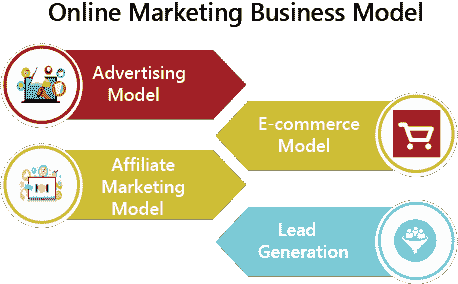 Online Marketing Business Model
Advertising
Model
E-commerce
Model
Affiliate
Marketing
Model
Lead
Generation